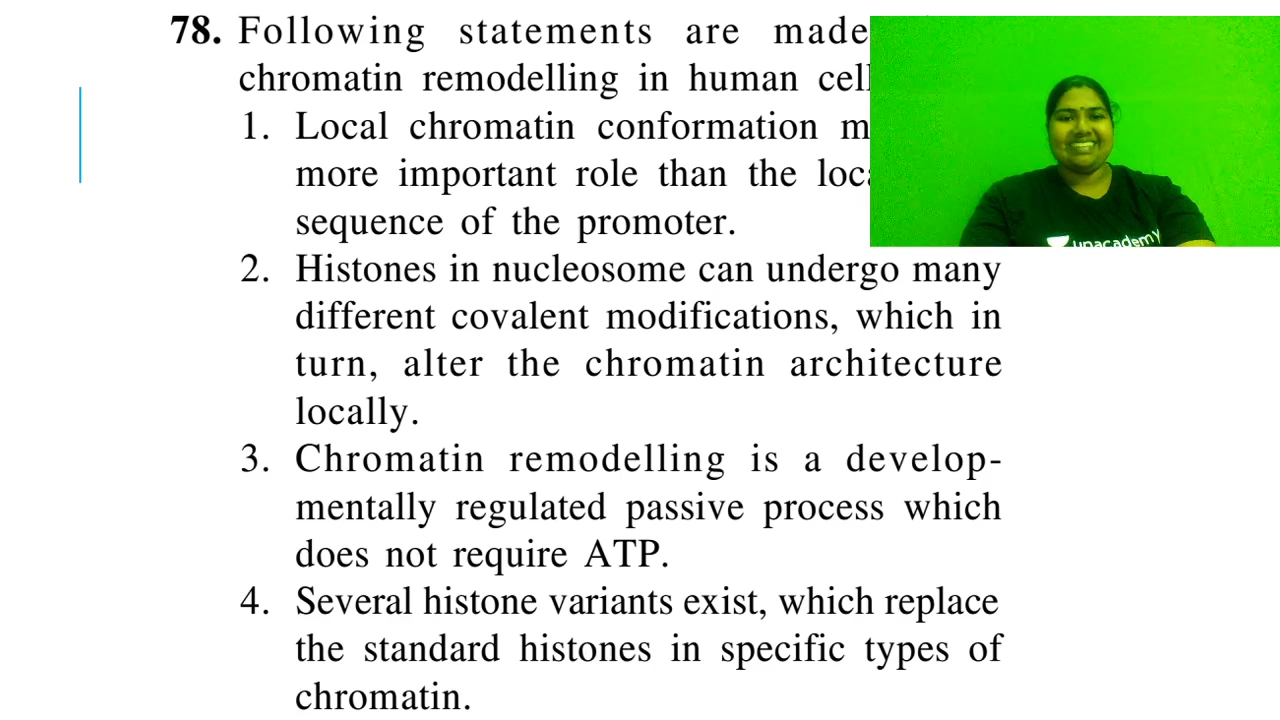 78. Following statements are made
chromatin remodelling in human cell
1. Local chromatin conformation m
more important role than the loca
sequence of the promoter.
2. Histones in nucleosome can undergo many
different covalent modifications, which in
turn, alter the chromatin architecture
locally.
3. Chromatin remodelling is a develop-
mentally regulated passive process which
does not require ATP.
4. Several histone variants exist, which replace
the standard histones in specific types of
chromatin.
unacademy